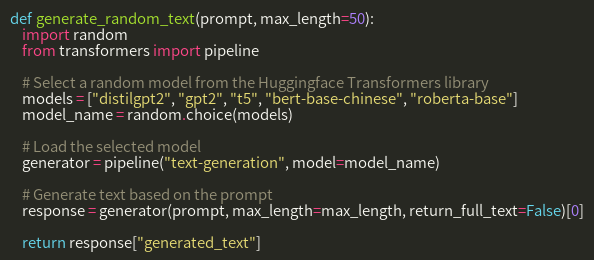 def generate_random_text(prompt, max_length=50):
    import random
    from transformers import pipeline

    # Select a random model from the Huggingface Transformers library
    models = ["distilgpt2", "gpt2", "t5", "bert-base-chinese", "roberta-base"]
    model_name = random.choice(models)

    # Load the selected model
    generator = pipeline("text-generation", model=model_name)

    # Generate text based on the prompt
    response = generator(prompt, max_length=max_length, return_full_text=False)[0]

    return response["generated_text"]